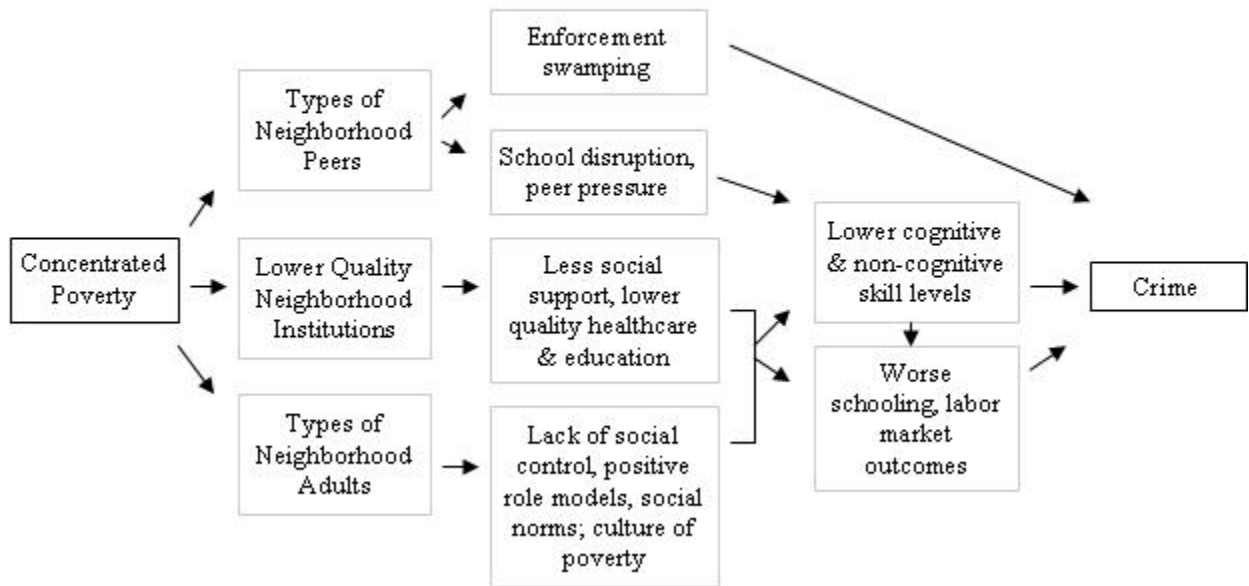 Concentrated
Poverty
Types of
Neighborhood
Peers
Lower Quality
Neighborhood
Institutions
Types of
Neighborhood
Adults
Enforcement
swamping
School disruption,
peer pressure
Less social
support, lower
quality healthcare
& education
Lack of social
control, positive
role models, social
norms; culture of
poverty
Lower cognitive
& non-cognitive
skill levels
Worse
schooling, labor
market
outcomes
Crime